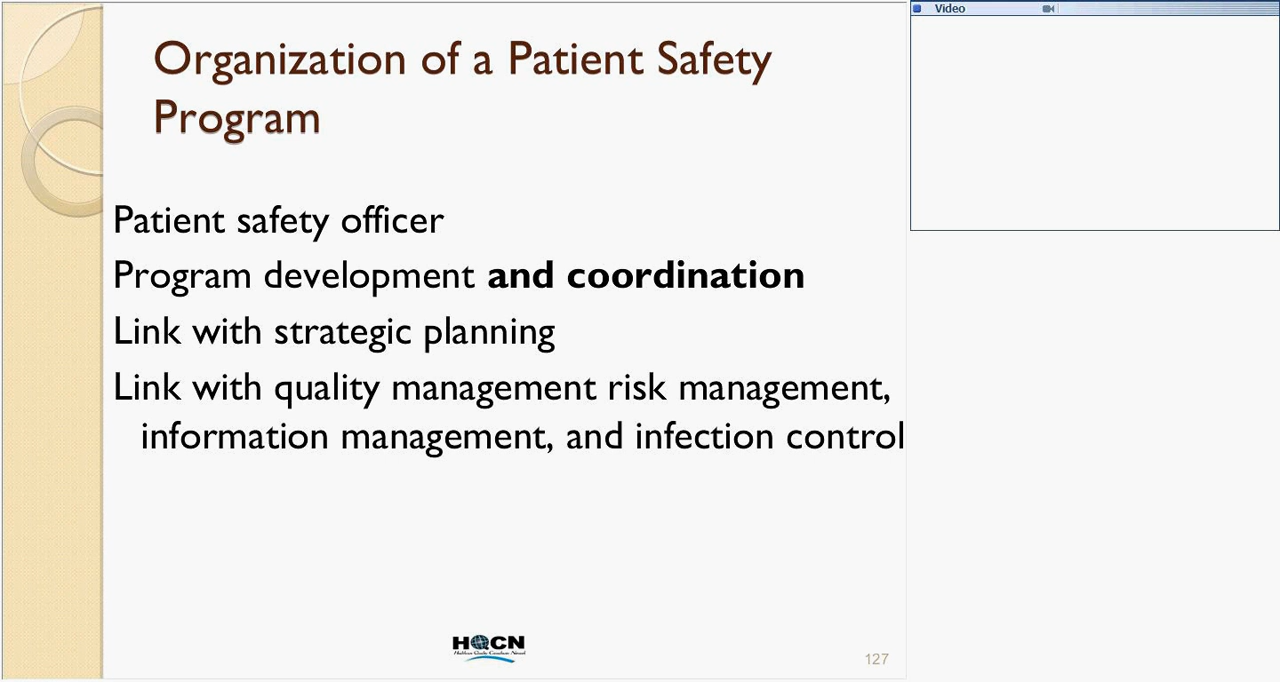 Video
Organization of a Patient Safety
Program
Patient safety officer
Program development and coordination
Link with strategic planning
Link with quality management risk management,
information management, and infection control
HQCN
127